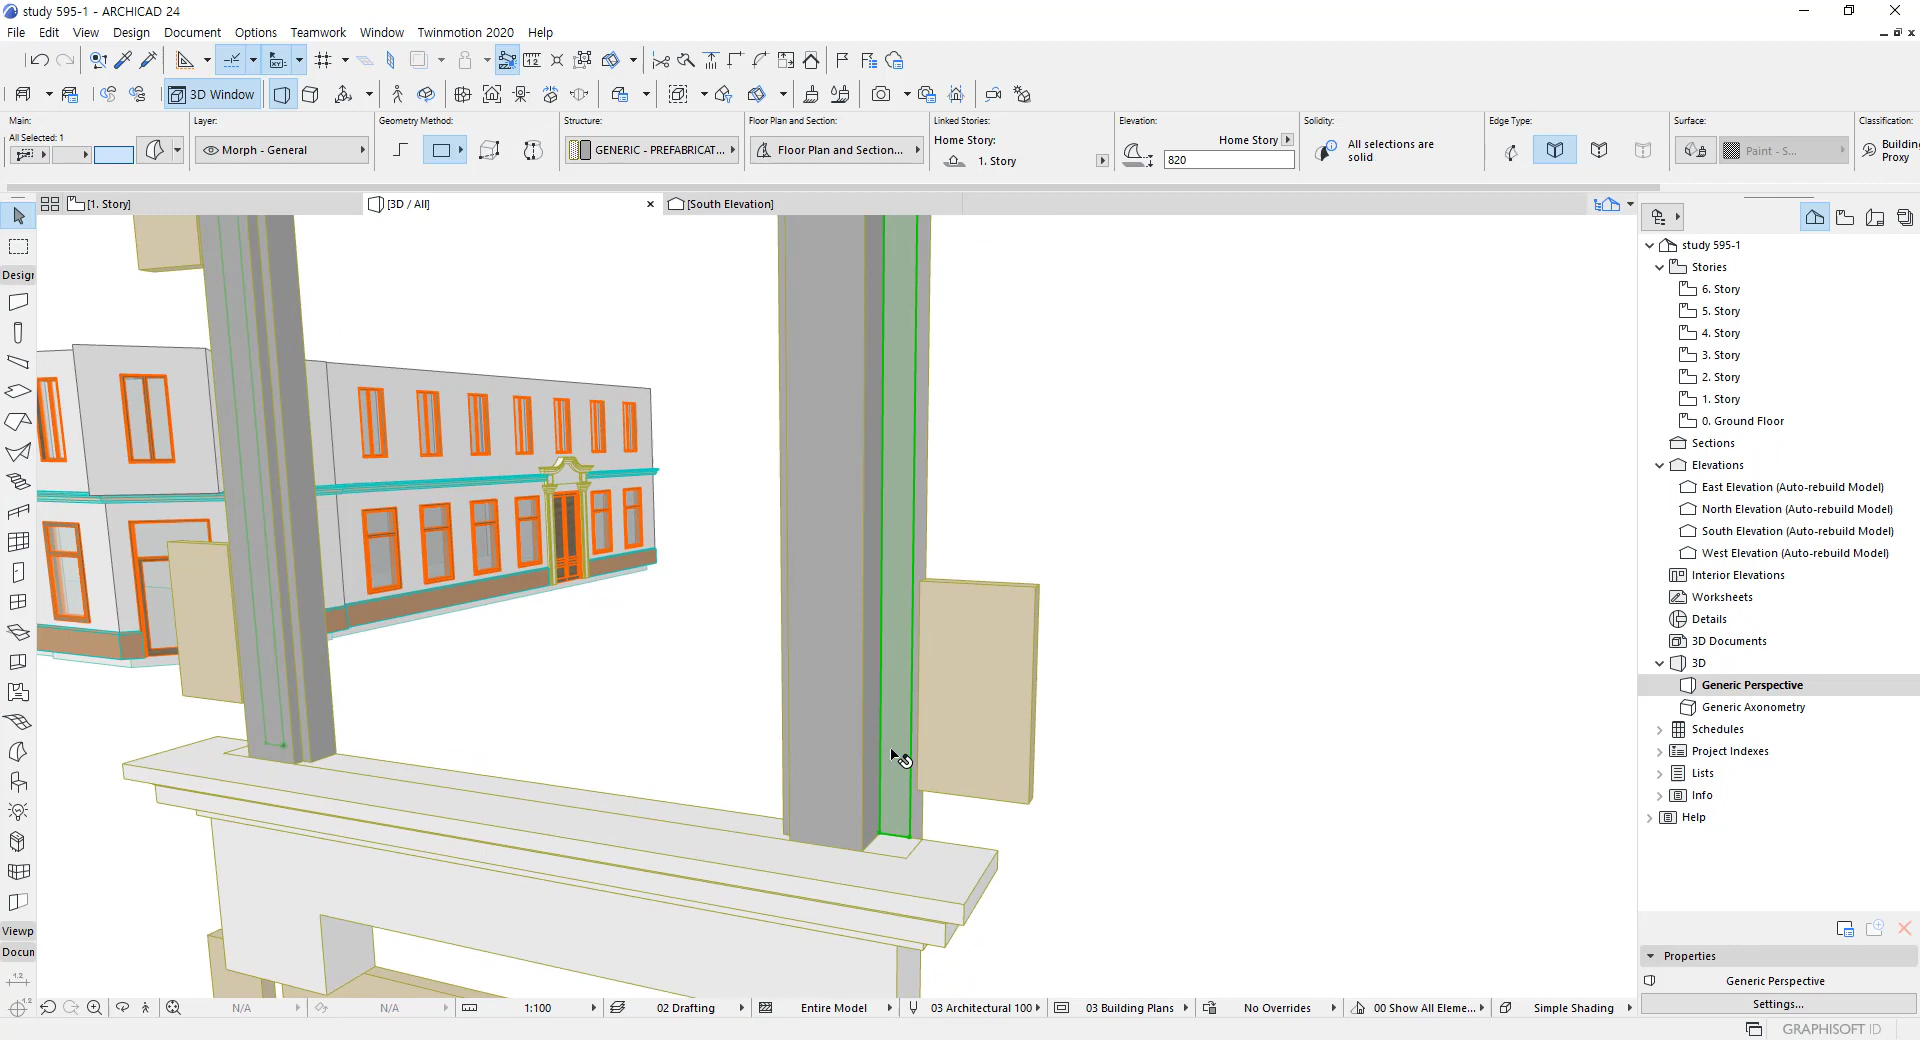 study 595-1 - ARCHICAD 24
File Edit View Design Document Options Teamwork Window Twinmotion 2020 Help
3D Window
Main:
All Selected: 1
Layer:
Morph - General
Geometry Method:
Structure:
GENERIC - PREFABRICAT...
Floor Plan and Section:
Floor Plan and Section...
Linked Stories:
Home Story:
1. Story
Elevation:
Home Story
820
Solidity:
All selections are
solid
Edge Type:
Surface:
Paint - S...
Classification:
Building
Proxy
[1. Story]
[3D / All]
[South Elevation]
Design
Viewp
Docun
study 595-1
Stories
6. Story
5. Story
4. Story
3. Story
2. Story
1. Story
0. Ground Floor
Sections
Elevations
East Elevation (Auto-rebuild Model)
North Elevation (Auto-rebuild Model)
South Elevation (Auto-rebuild Model)
West Elevation (Auto-rebuild Model)
Interior Elevations
Worksheets
Details
3D Documents
3D
Generic Perspective
Generic Axonometry
Schedules
Project Indexes
Lists
Info
Help
Properties
Generic Perspective
Settings...
N/A
N/A
1:100
02 Drafting
Entire Model
03 Architectural 100
03 Building Plans
No Overrides
00 Show All Eleme...
Simple Shading
GRAPHISOFT ID